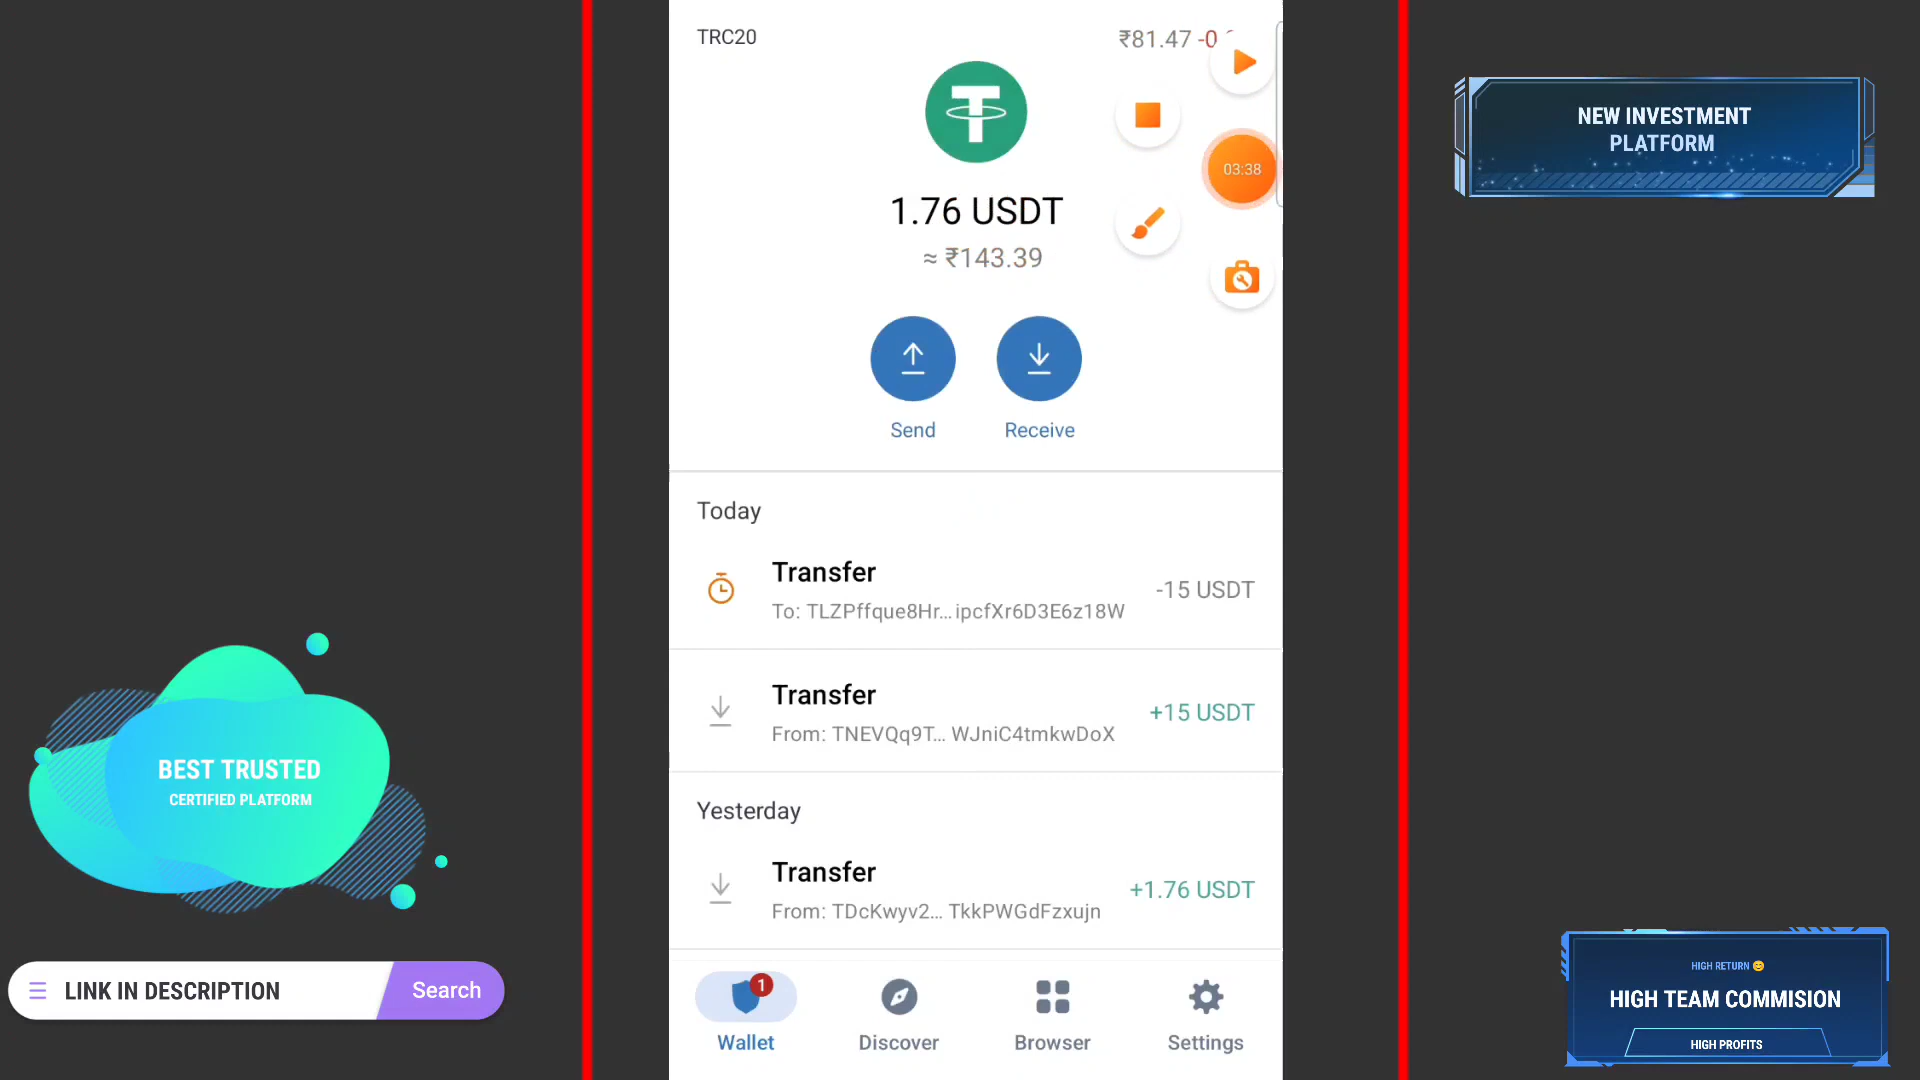 TRC20
₹81.47 -0
03:38
1.76 USDT
≈ ₹143.39
Send
Receive
Today
Transfer
-15 USDT
To: TLZPffque8Hr...ipcfXr6D3E6z18W
Transfer
+15 USDT
From: TNEVQq9T... WJniC4tmkwDoX
Yesterday
Transfer
+1.76 USDT
From: TDcKwyv2... TkkPWGdFzxujn
1
Wallet
Discover
Browser
Settings
NEW INVESTMENT
PLATFORM
BEST TRUSTED
CERTIFIED PLATFORM
LINK IN DESCRIPTION
Search
HIGH RETURN 😊
HIGH TEAM COMMISION
HIGH PROFITS